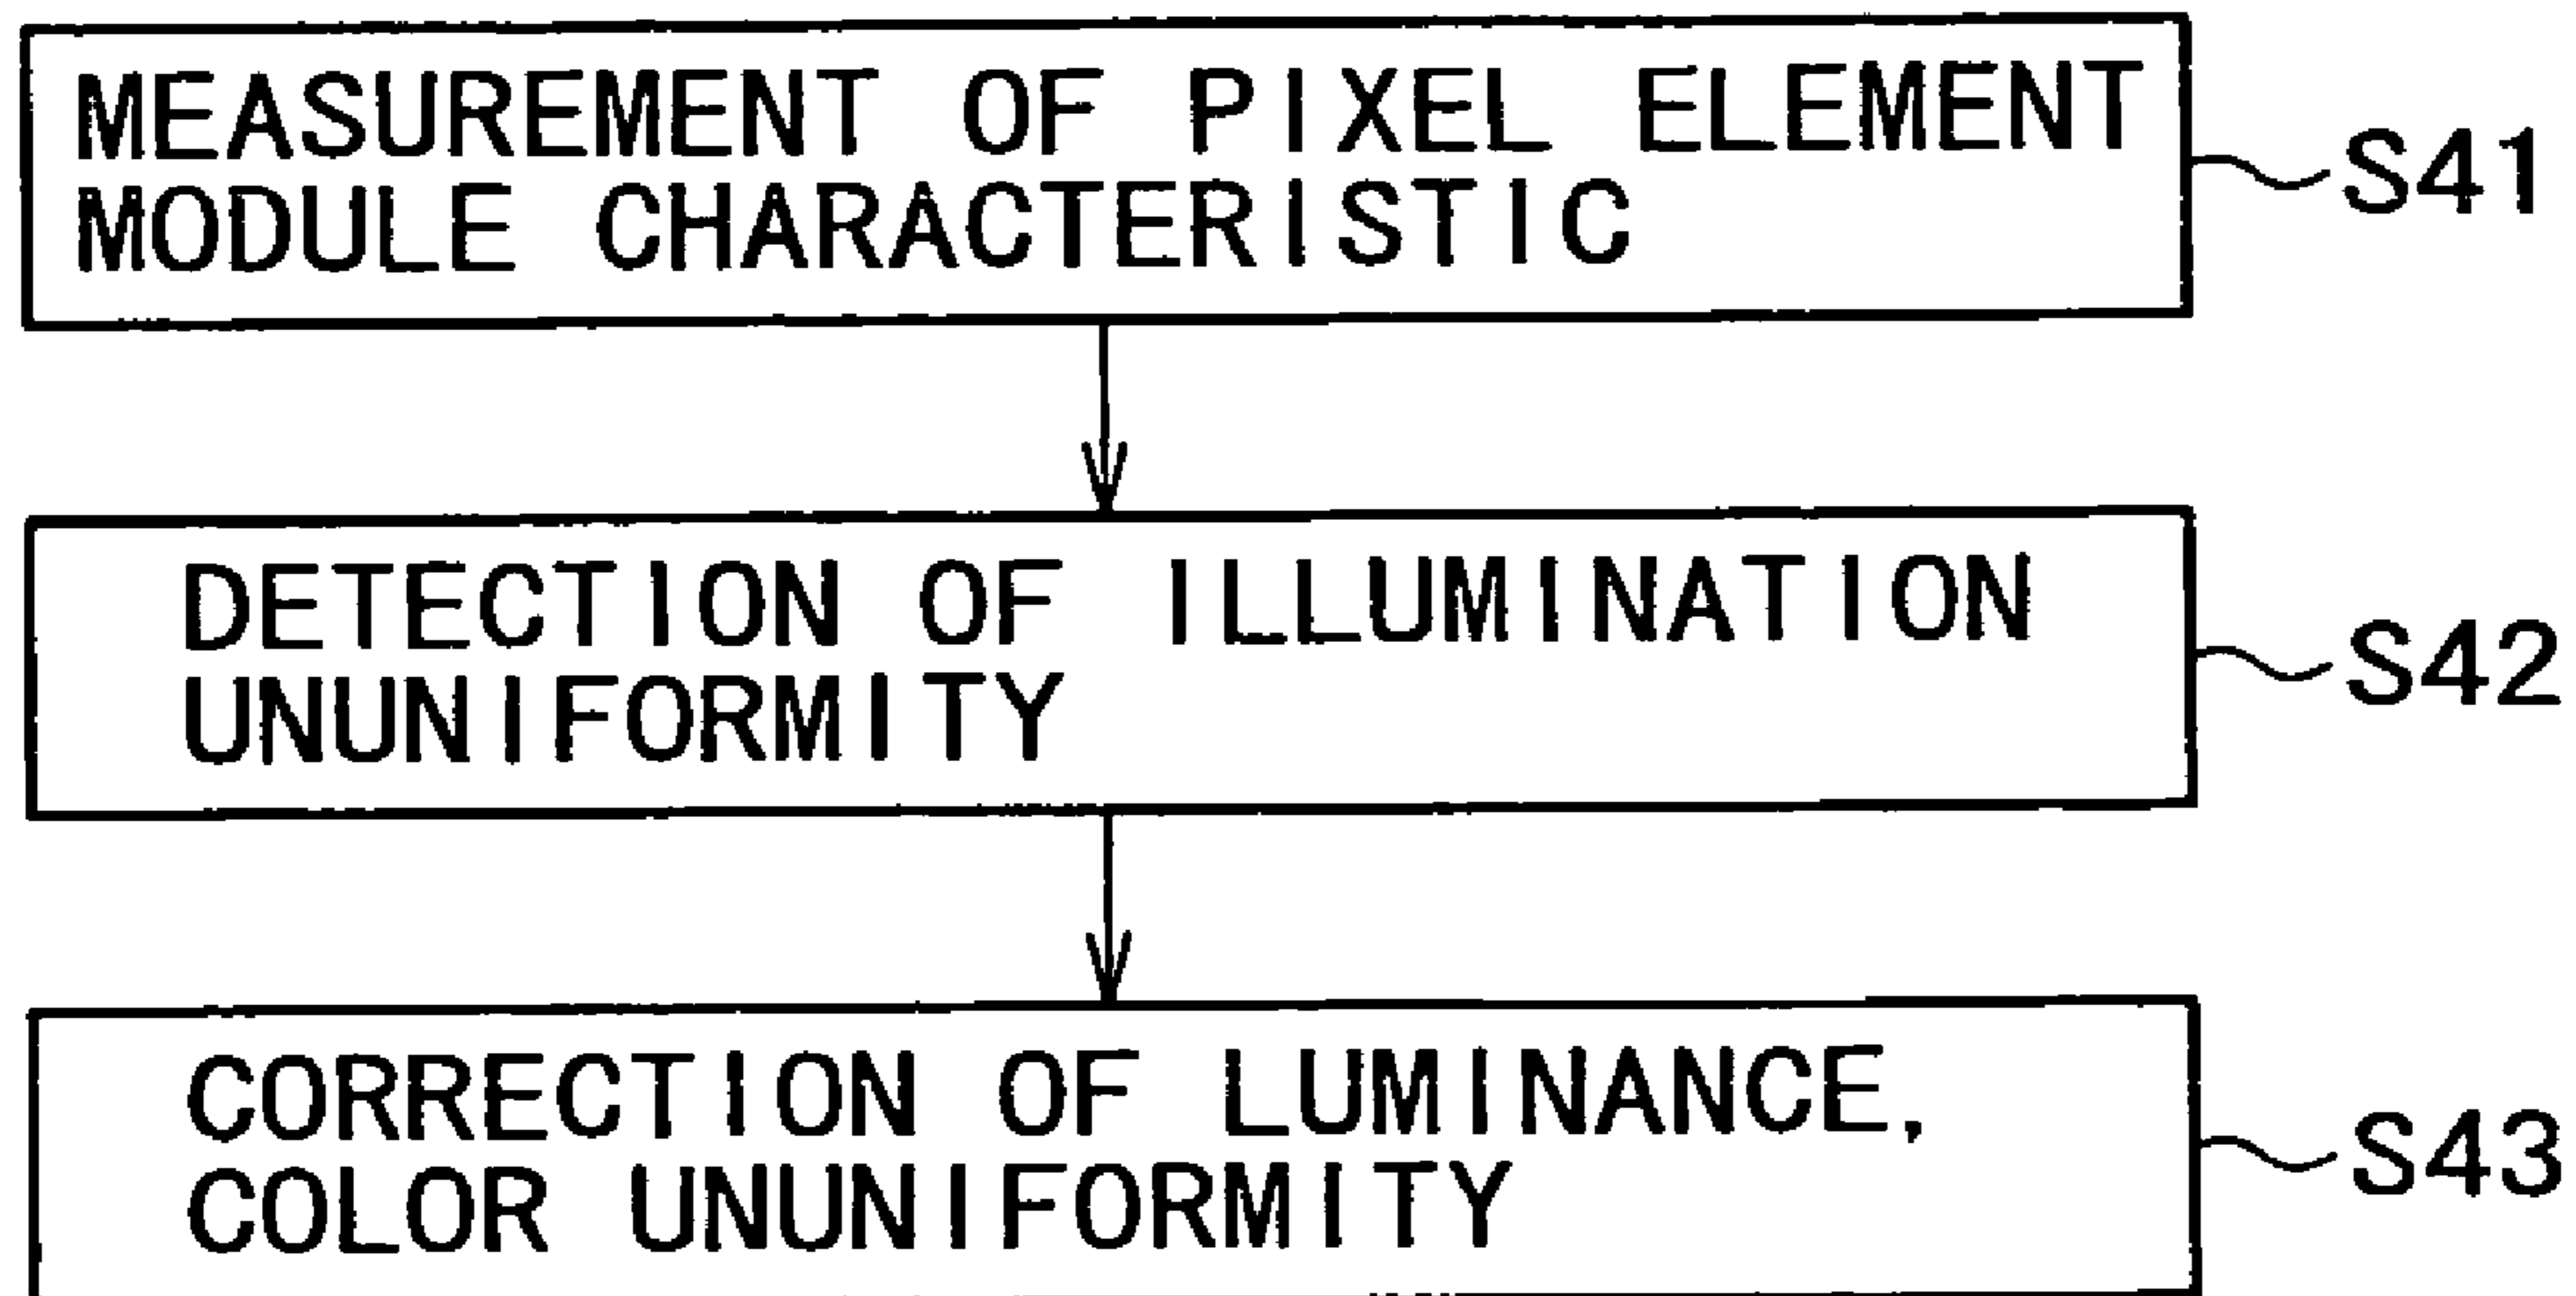 MEASUREMENT OF PIXEL ELEMENT
MODULE CHARACTERISTIC
S41
DETECTION OF ILLUMINATION
UNUNIFORMITY
S42
CORRECTION OF LUMINANCE,
COLOR UNUNIFORMITY
S43